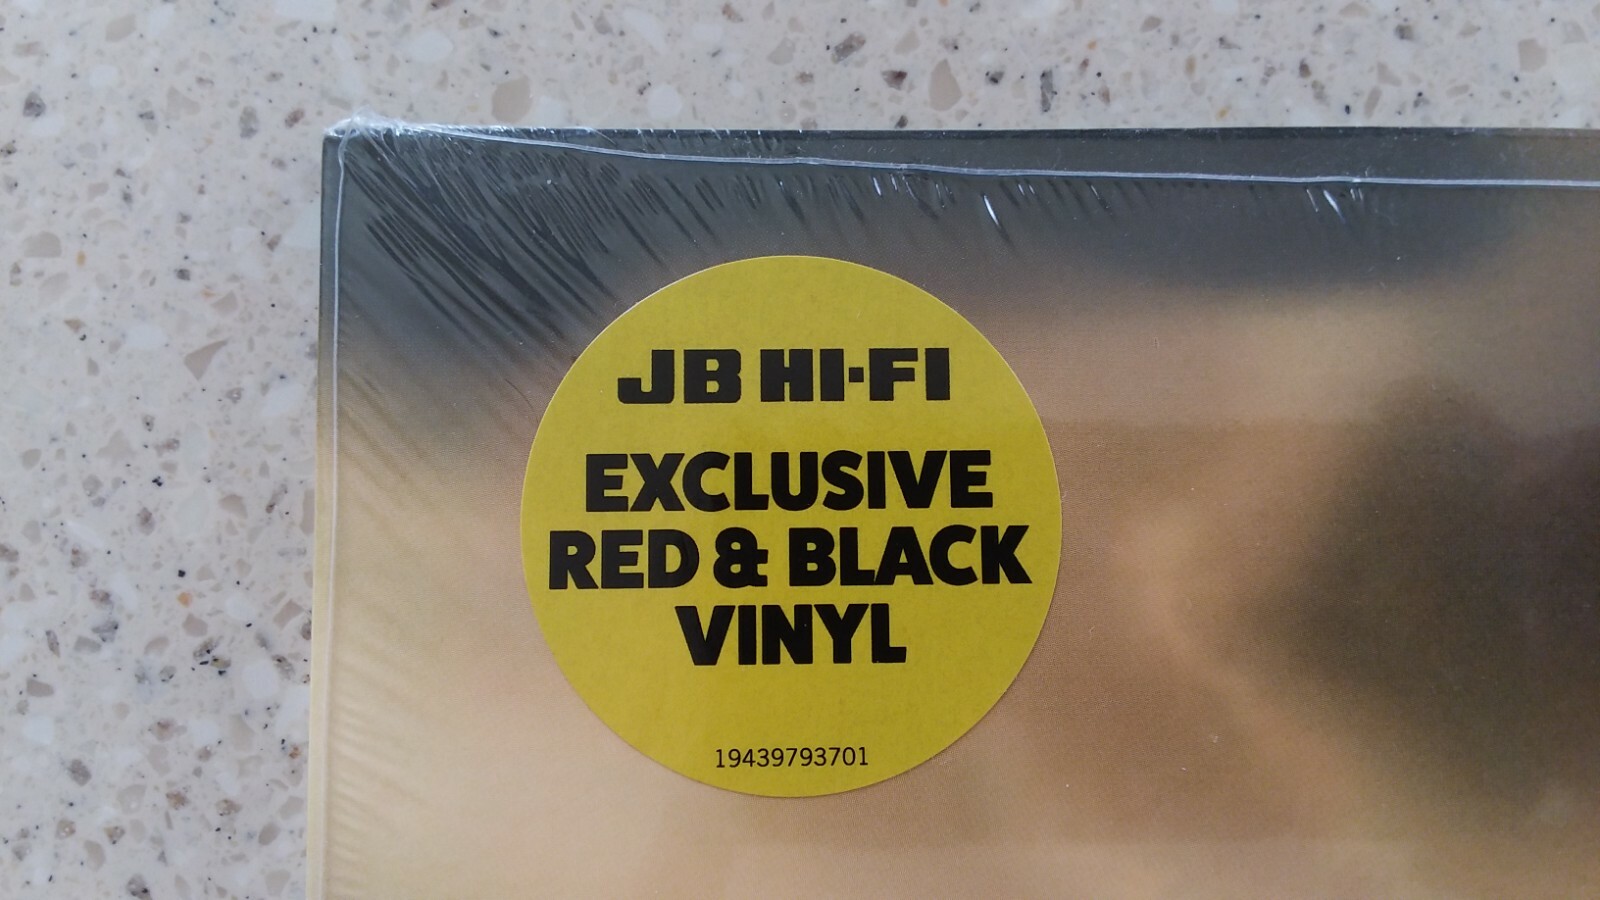 JB HI-FI
EXCLUSIVE
RED & BLACK
VINYL
19439793701